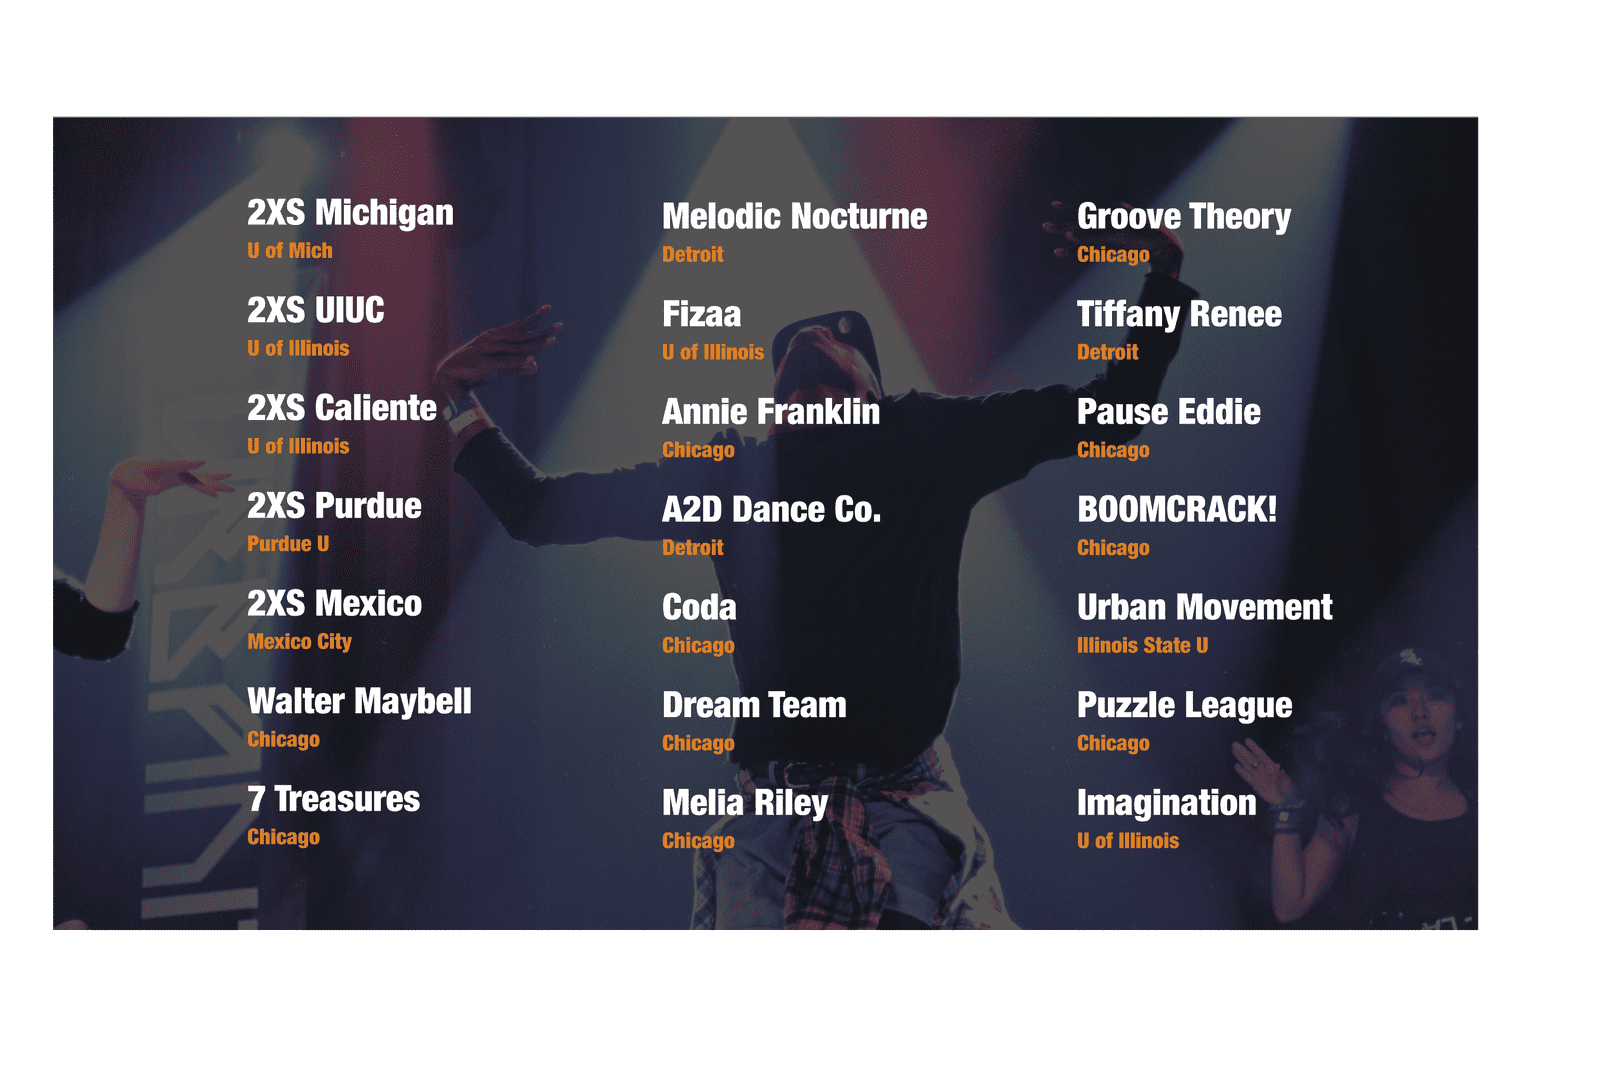 2XS Michigan
U of Mich
2XS UIUC
U of Illinois
2XS Caliente
U of Illinois
2XS Purdue
Purdue U
2XS Mexico
Mexico City
Walter Maybell
Chicago
7 Treasures
Chicago
Melodic Nocturne
Detroit
Fizaa
U of Illinois
Annie Franklin
Chicago
A2D Dance Co.
Detroit
Coda
Chicago
Dream Team
Chicago
Melia Riley
Chicago
Groove Theory
Chicago
Tiffany Renee
Detroit
Pause Eddie
Chicago
BOOMCRACK!
Chicago
Urban Movement
Illinois State U
Puzzle League
Chicago
Imagination
U of Illinois